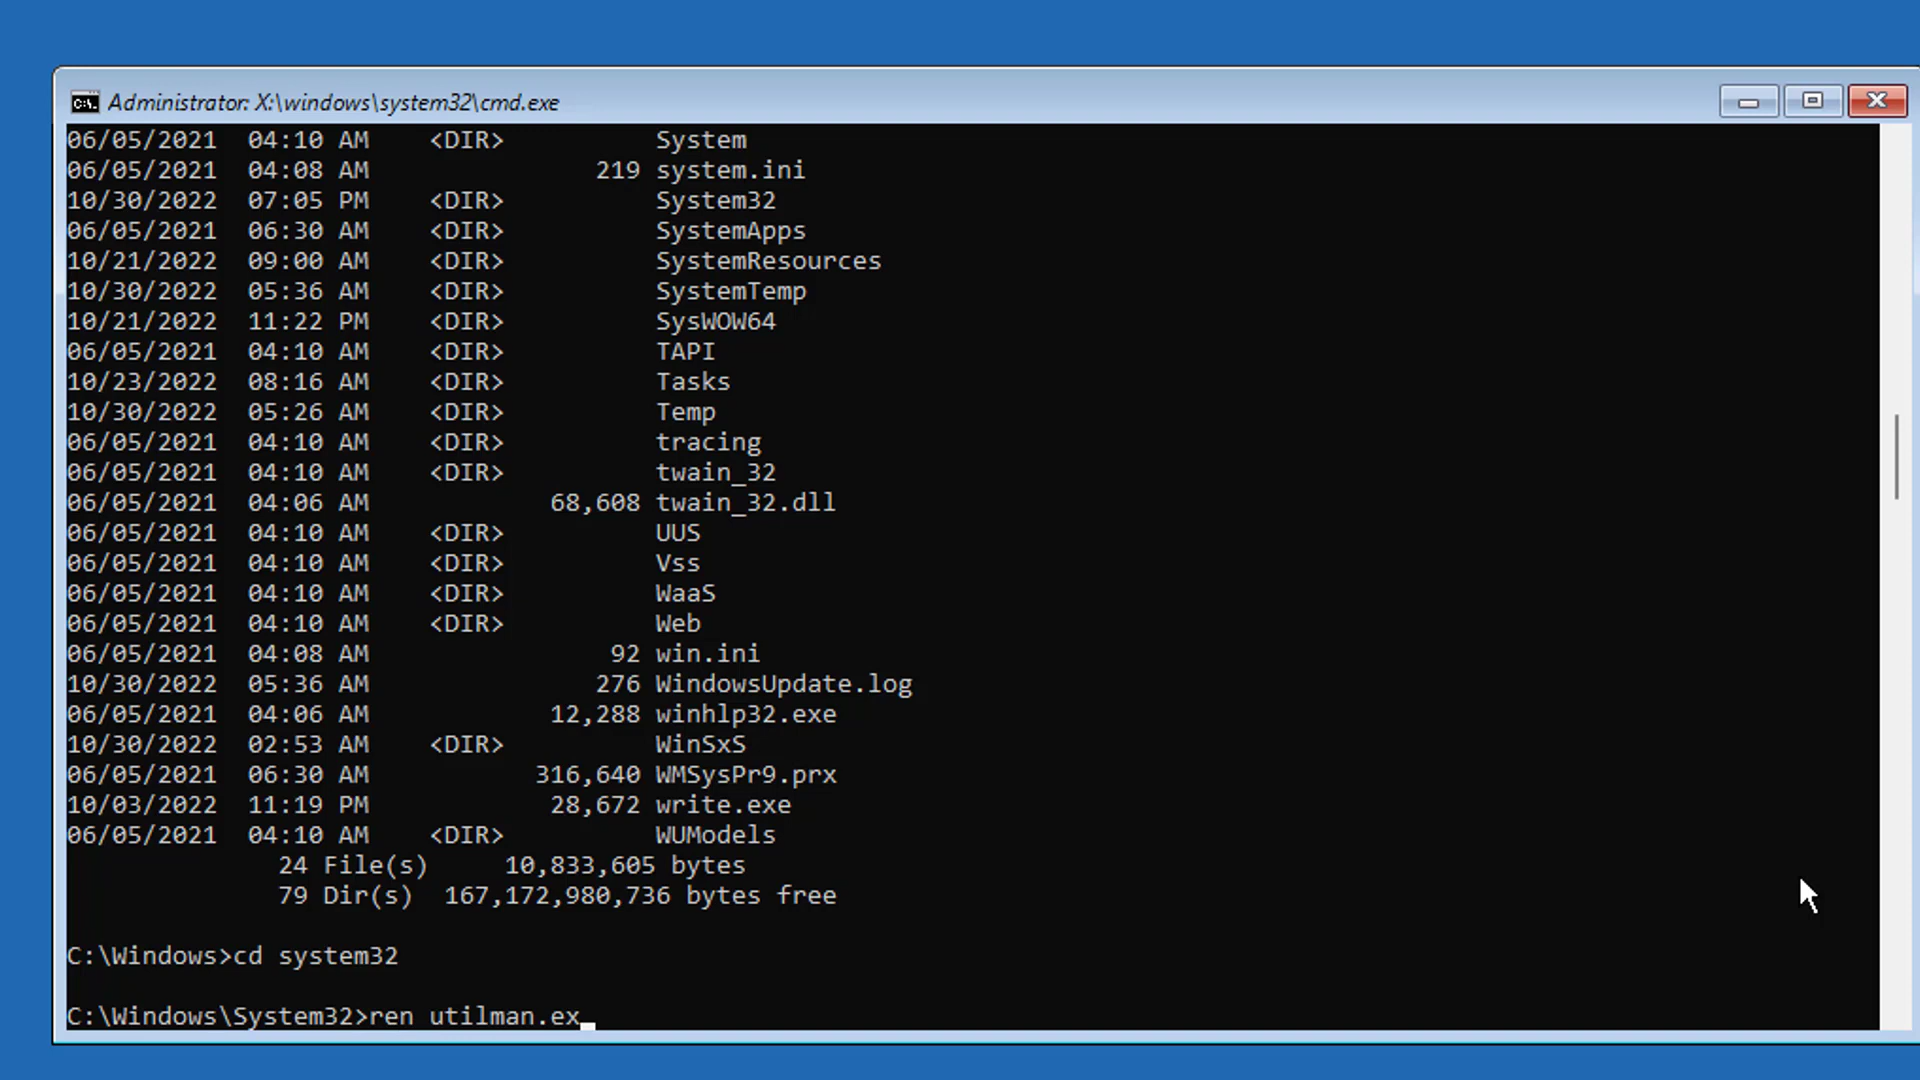 Administrator: X:\windows\system32\cmd.exe
06/05/2021  04:10 AM    <DIR>          System
06/05/2021  04:08 AM               219 system.ini
10/30/2022  07:05 PM    <DIR>          System32
06/05/2021  06:30 AM    <DIR>          SystemApps
10/21/2022  09:00 AM    <DIR>          SystemResources
10/30/2022  05:36 AM    <DIR>          SystemTemp
10/21/2022  11:22 PM    <DIR>          SysWOW64
06/05/2021  04:10 AM    <DIR>          TAPI
10/23/2022  08:16 AM    <DIR>          Tasks
10/30/2022  05:26 AM    <DIR>          Temp
06/05/2021  04:10 AM    <DIR>          tracing
06/05/2021  04:10 AM    <DIR>          twain_32
06/05/2021  04:06 AM            68,608 twain_32.dll
06/05/2021  04:10 AM    <DIR>          UUS
06/05/2021  04:10 AM    <DIR>          Vss
06/05/2021  04:10 AM    <DIR>          WaaS
06/05/2021  04:10 AM    <DIR>          Web
06/05/2021  04:08 AM                92 win.ini
10/30/2022  05:36 AM               276 WindowsUpdate.log
06/05/2021  04:06 AM            12,288 winhlp32.exe
10/30/2022  02:53 AM    <DIR>          WinSxS
06/05/2021  06:30 AM           316,640 WMSysPr9.prx
10/03/2022  11:19 PM            28,672 write.exe
06/05/2021  04:10 AM    <DIR>          WUModels
              24 File(s)     10,833,605 bytes
              79 Dir(s)  167,172,980,736 bytes free
C:\Windows>cd system32
C:\Windows\System32>ren utilman.ex